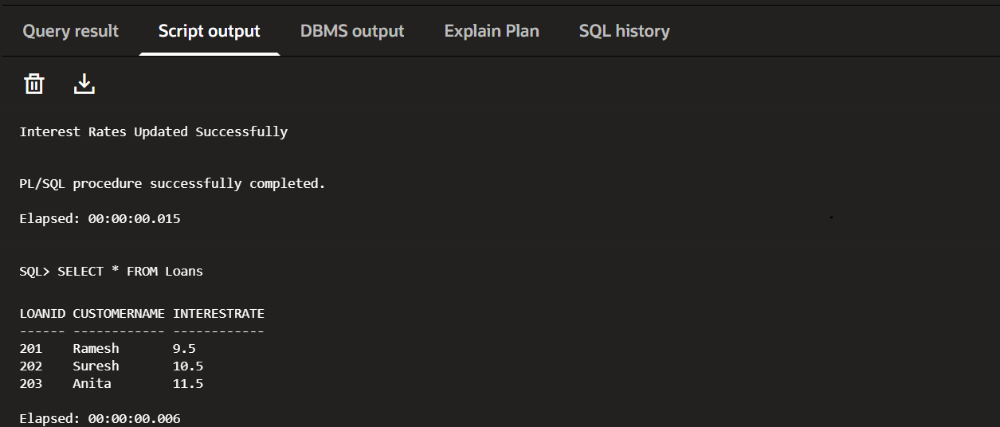 Query result Script output DBMS output Explain Plan SQL history
Interest Rates Updated Successfully
PL/SQL procedure successfully completed.
Elapsed: 00:00:00.015
SQL> SELECT * FROM Loans
LOANID CUSTOMERNAME INTERESTRATE
------ ------------ ------------
201    Ramesh       9.5
202    Suresh       10.5
203    Anita        11.5
Elapsed: 00:00:00.006